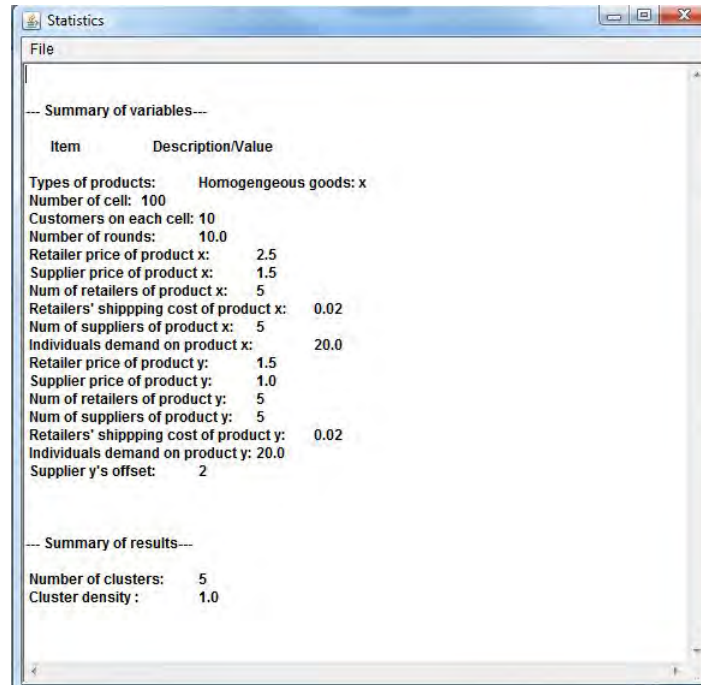 Statistics
File
--- Summary of variables---
Item Description/Value
Types of products: Homogengeous goods: x
Number of cell: 100
Customers on each cell: 10
Number of rounds: 10.0
Retailer price of product x: 2.5
Supplier price of product x: 1.5
Num of retailers of product x: 5
Retailers' shippping cost of product x: 0.02
Num of suppliers of product x: 5
Individuals demand on product x: 20.0
Retailer price of product y: 1.5
Supplier price of product y: 1.0
Num of retailers of product y: 5
Num of suppliers of product y: 5
Retailers' shippping cost of product y: 0.02
Individuals demand on product y: 20.0
Supplier y's offset: 2
--- Summary of results---
Number of clusters: 5
Cluster density : 1.0